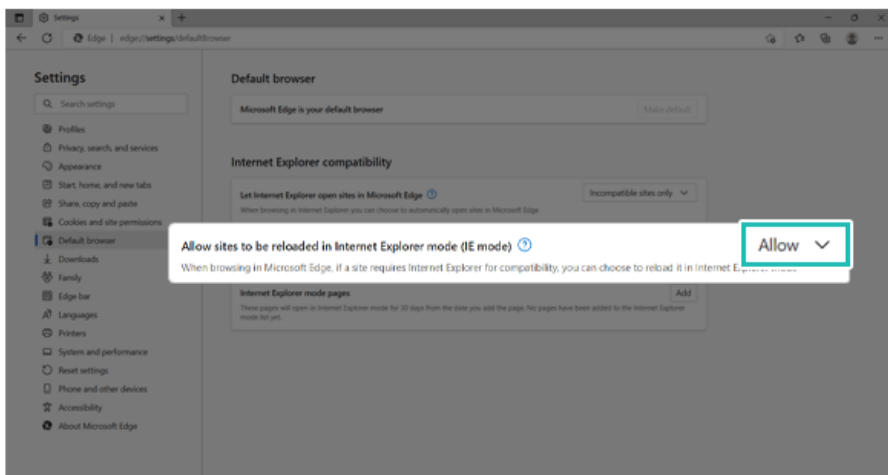 Settings
Edge | edge://settings/defaultBrowser
Settings
Search settings
Profiles
Privacy, search, and services
Appearance
Start, home, and new tabs
Share, copy and paste
Cookies and site permissions
Default browser
Downloads
Family
Edge bar
Languages
Printers
System and performance
Reset settings
Phone and other devices
Accessibility
About Microsoft Edge
Default browser
Microsoft Edge is your default browser
Make default
Internet Explorer compatibility
Let Internet Explorer open sites in Microsoft Edge
Incompatible sites only
When browsing in Internet Explorer you can choose to automatically open sites in Microsoft Edge
Allow sites to be reloaded in Internet Explorer mode (IE mode)
Allow
When browsing in Microsoft Edge, if a site requires Internet Explorer for compatibility, you can choose to reload it in Internet Explorer mode
Internet Explorer mode pages
Add
These pages will open in Internet Explorer mode for 30 days from the date you add the page. No pages have been added to the Internet Explorer
mode list yet.